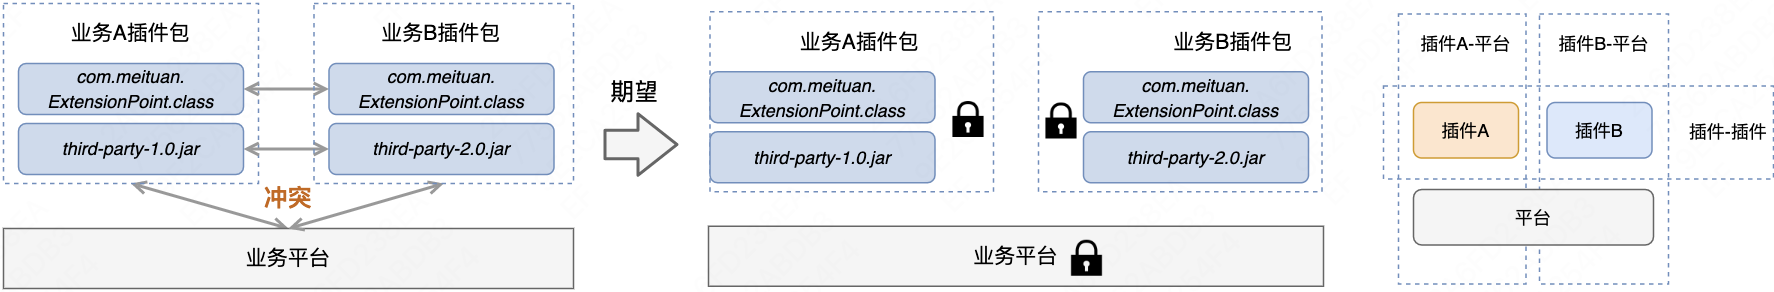 业务A插件包
com.meituan.
ExtensionPoint.class
third-party-1.0.jar
业务B插件包
com.meituan.
ExtensionPoint.class
third-party-2.0.jar
冲突
业务平台
期望
业务A插件包
com.meituan.
ExtensionPoint.class
third-party-1.0.jar
业务B插件包
com.meituan.
ExtensionPoint.class
third-party-2.0.jar
业务平台
插件A-平台
插件B-平台
插件A
插件B
插件-插件
平台